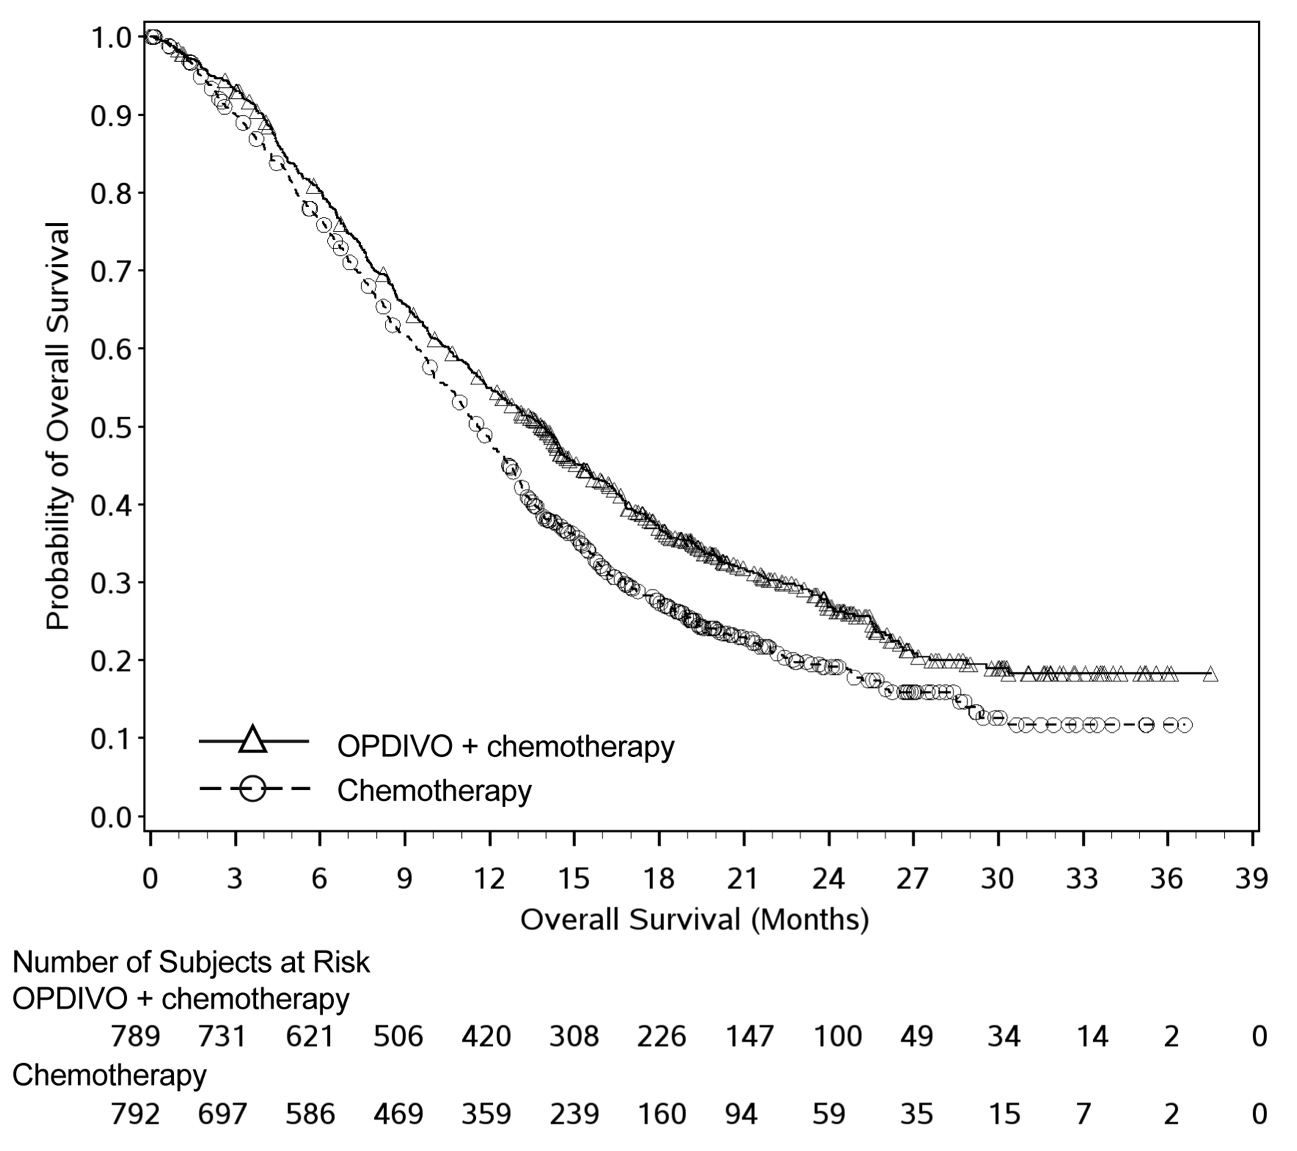 1.0
0.9
0.8
0.7
0.6
0.5
0.4
0.3
0.2
0.1
0.0
Probability of Overall Survival
OPDIVO + chemotherapy
Chemotherapy
0 3 6 9 12 15 18 21 24 27 30 33 36 39
Overall Survival (Months)
Number of Subjects at Risk
OPDIVO + chemotherapy
789 731 621 506 420 308 226 147 100 49 34 14 2 0
Chemotherapy
792 697 586 469 359 239 160 94 59 35 15 7 2 0